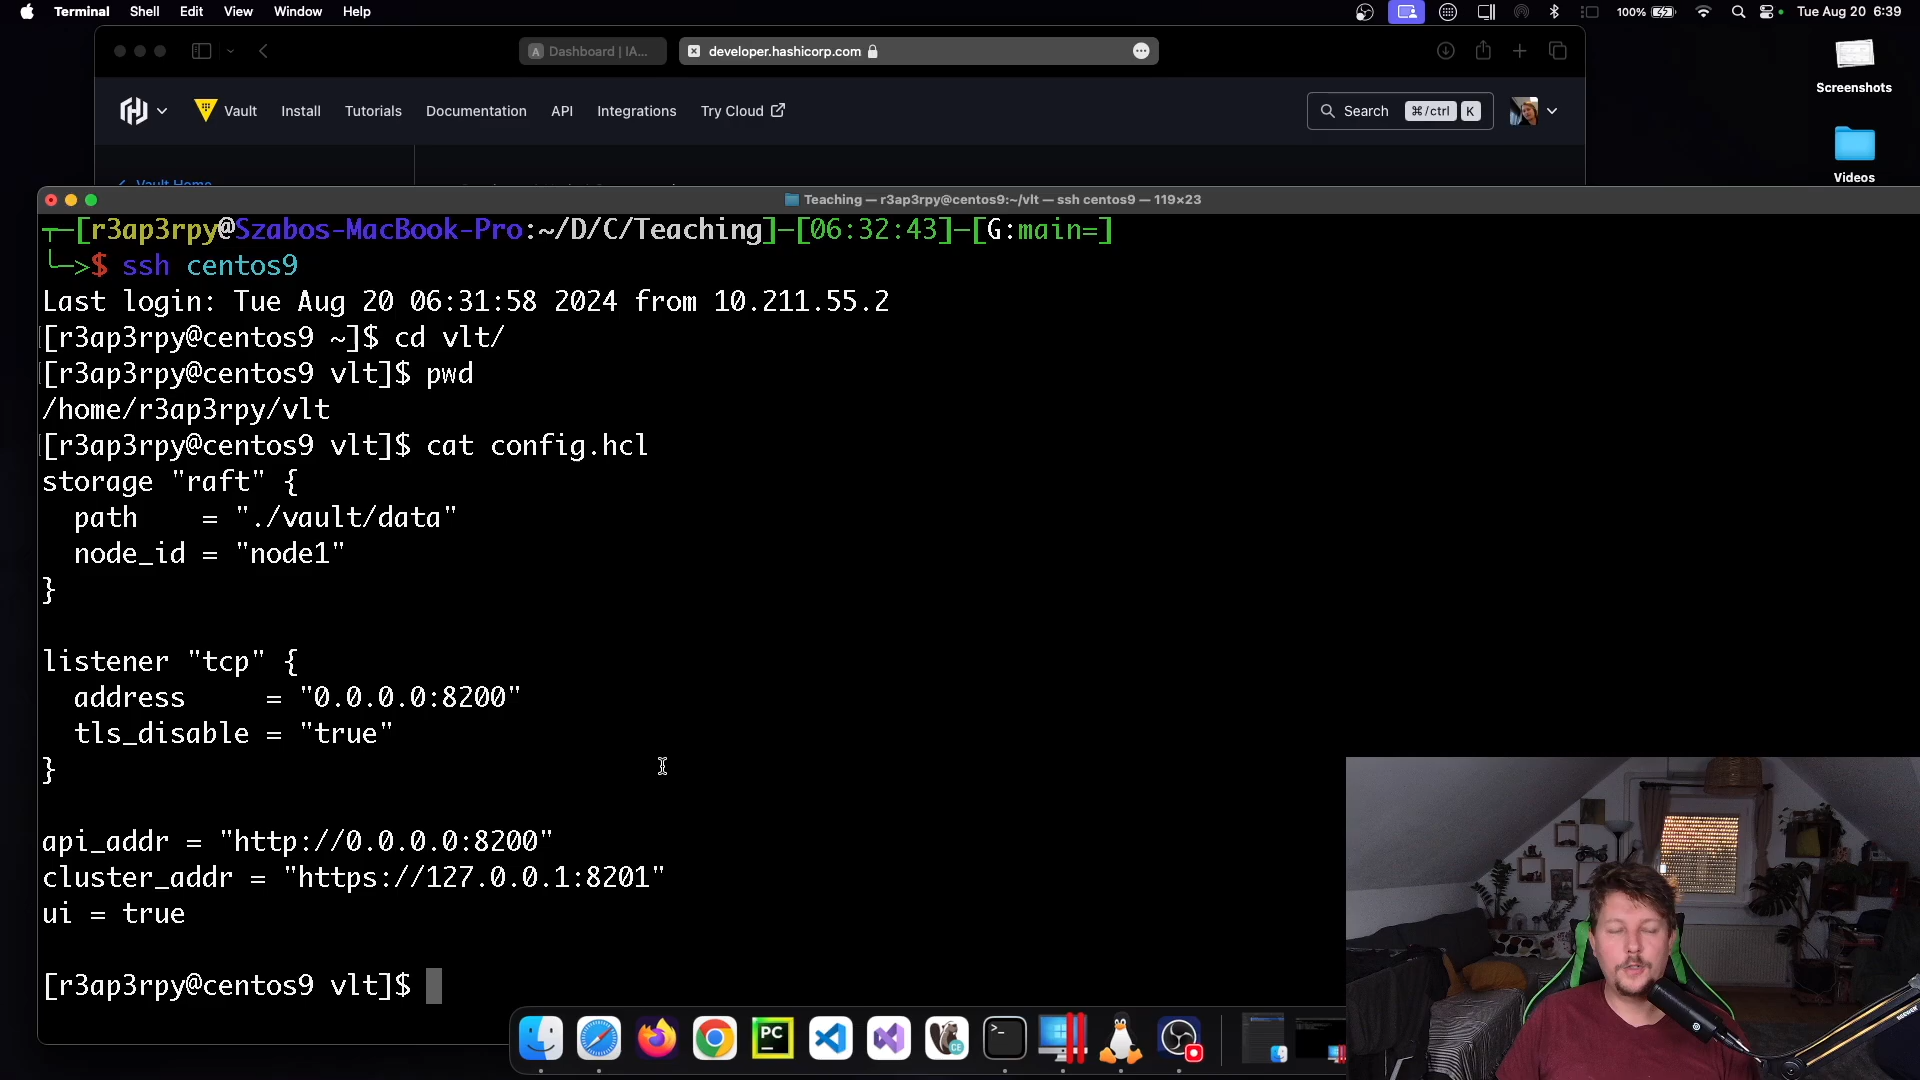 Terminal Shell Edit View Window Help 100% Tue Aug 20 6:39
A Dashboard | IA... developer.hashicorp.com
Vault Install Tutorials Documentation API Integrations Try Cloud Search ⌘/ctrl K
Screenshots
Videos
Vault Home
Teaching — r3ap3rpy@centos9:~/vlt — ssh centos9 — 119×23
┬─[r3ap3rpy@Szabos-MacBook-Pro:~/D/C/Teaching]─[06:32:43]─[G:main=]
╰─>$ ssh centos9
Last login: Tue Aug 20 06:31:58 2024 from 10.211.55.2
[r3ap3rpy@centos9 ~]$ cd vlt/
[r3ap3rpy@centos9 vlt]$ pwd
/home/r3ap3rpy/vlt
[r3ap3rpy@centos9 vlt]$ cat config.hcl
storage "raft" {
  path    = "./vault/data"
  node_id = "node1"
}
listener "tcp" {
  address     = "0.0.0.0:8200"
  tls_disable = "true"
}
api_addr = "http://0.0.0.0:8200"
cluster_addr = "https://127.0.0.1:8201"
ui = true
[r3ap3rpy@centos9 vlt]$
PC
CE